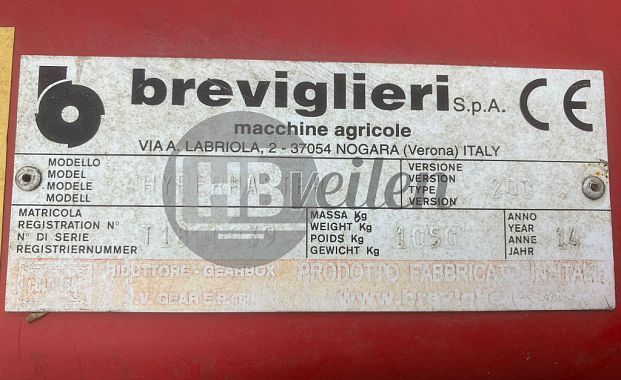 breviglieri S.p.A. CE
macchine agricole
VIA A. LABRIOLA, 2 - 37054 NOGARA (Verona) ITALY
MODELLO
MODEL
MODELE
MODELL
VERSIONE
VERSION
TYPE
VERSION
HBveilen
MATRICOLA
REGISTRATION N°
N° DI SERIE
REGISTRIERNUMMER
MASSA Kg
WEIGHT Kg
POIDS Kg
GEWICHT Kg
ANNO
YEAR
ANNE
JAHR
14
RIDUTTORE - GEARBOX
PRODOTTO FABBRICATO IN ITALY